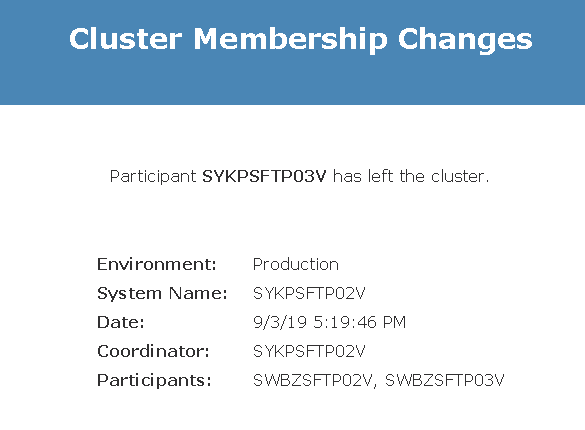 Cluster Membership Changes
Participant SYKPSFTP03V has left the cluster.
Environment: Production
System Name: SYKPSFTP02V
Date: 9/3/19 5:19:46 PM
Coordinator: SYKPSFTP02V
Participants: SWBZSFTP02V, SWBZSFTP03V